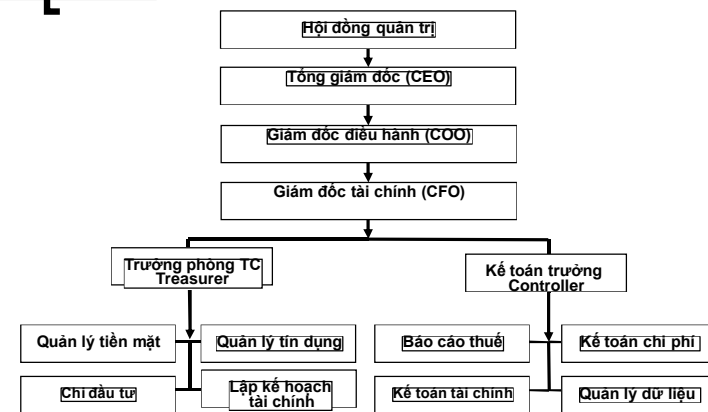 Hội đồng quản trị
Tổng giám đốc (CEO)
Giám đốc điều hành (COO)
Giám đốc tài chính (CFO)
Trưởng phòng TC
Treasurer
Kế toán trưởng
Controller
Quản lý tiền mặt
Quản lý tín dụng
Báo cáo thuế
Kế toán chi phí
Chi đầu tư
Lập kế hoạch
tài chính
Kế toán tài chính
Quản lý dữ liệu